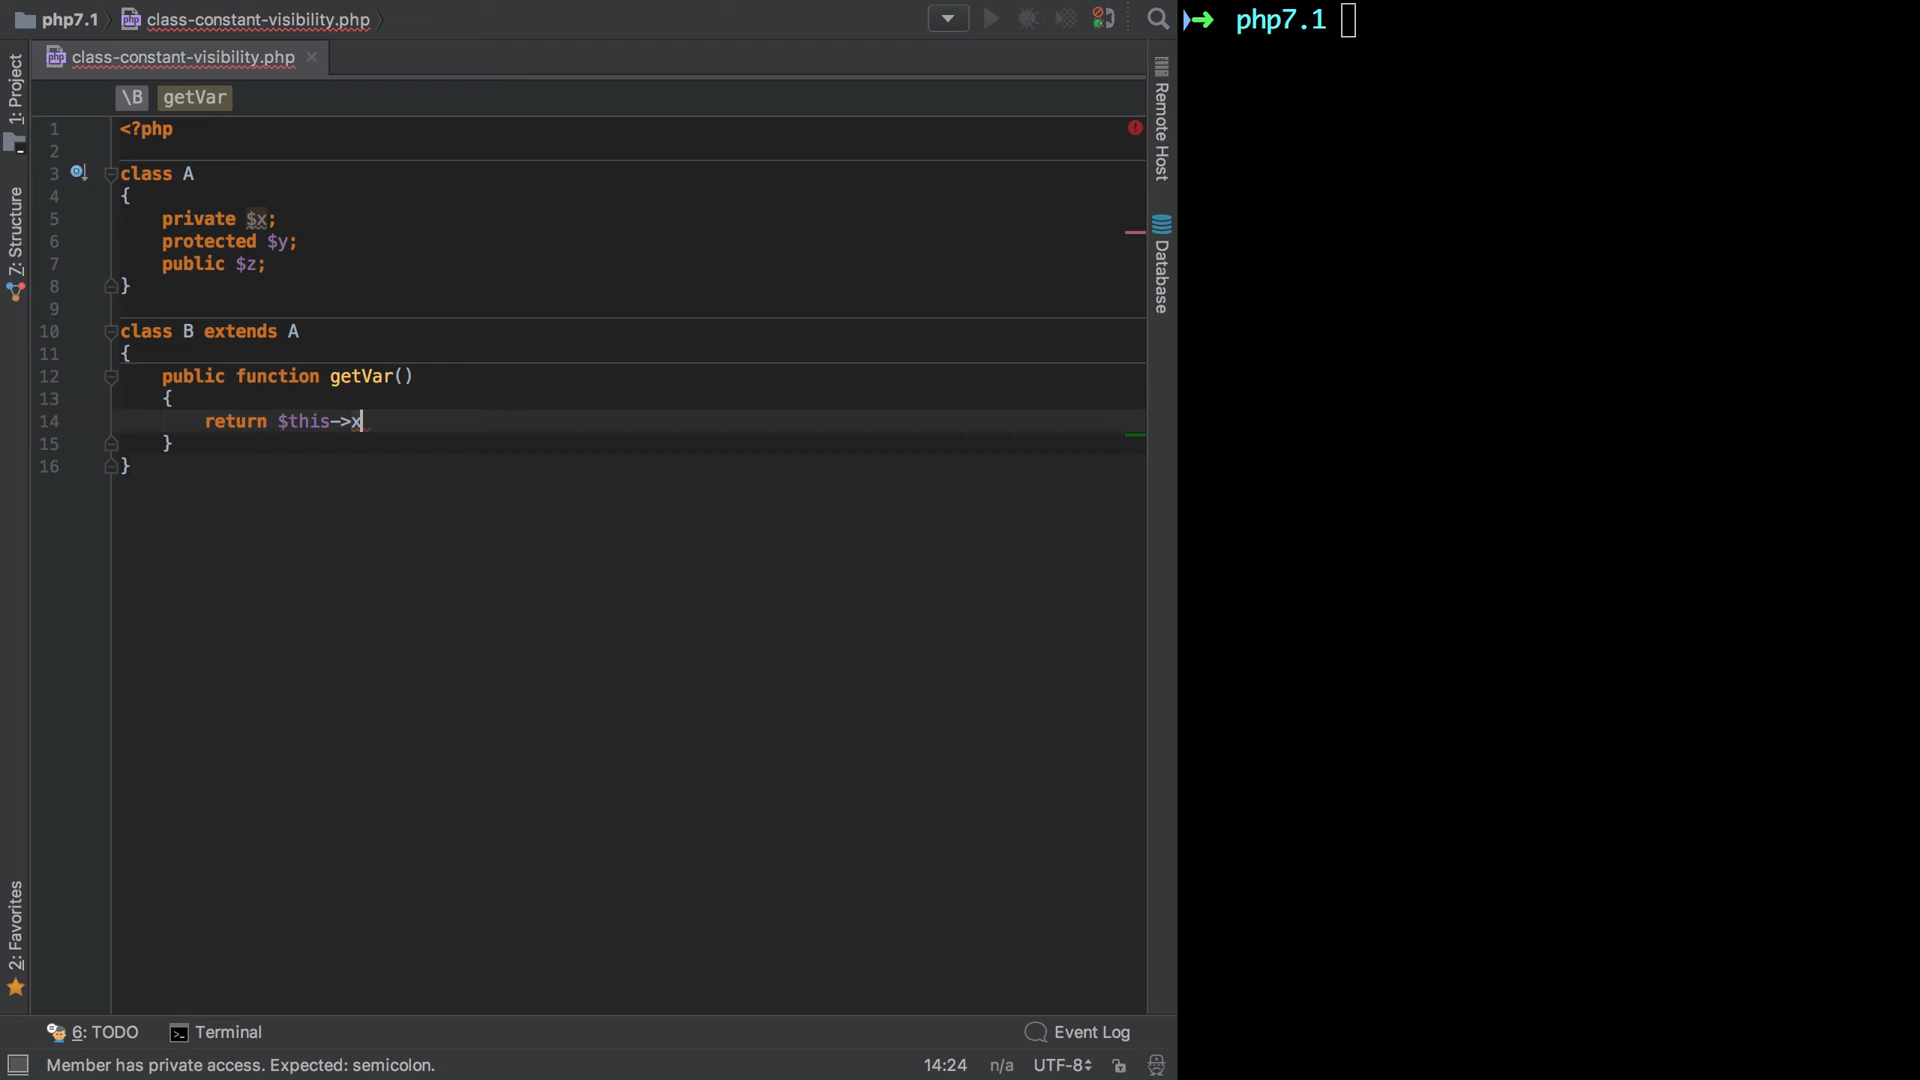 php7.1 class-constant-visibility.php
➜ php7.1
class-constant-visibility.php
\B getVar
1: Project
7: Structure
2: Favorites
1 <?php
2
3 class A
4 {
5 private $x;
6 protected $y;
7 public $z;
8 }
9
10 class B extends A
11 {
12 public function getVar()
13 {
14 return $this->x
15 }
16 }
Remote Host
Database
6: TODO Terminal Event Log
Member has private access. Expected: semicolon. 14:24 n/a UTF-8